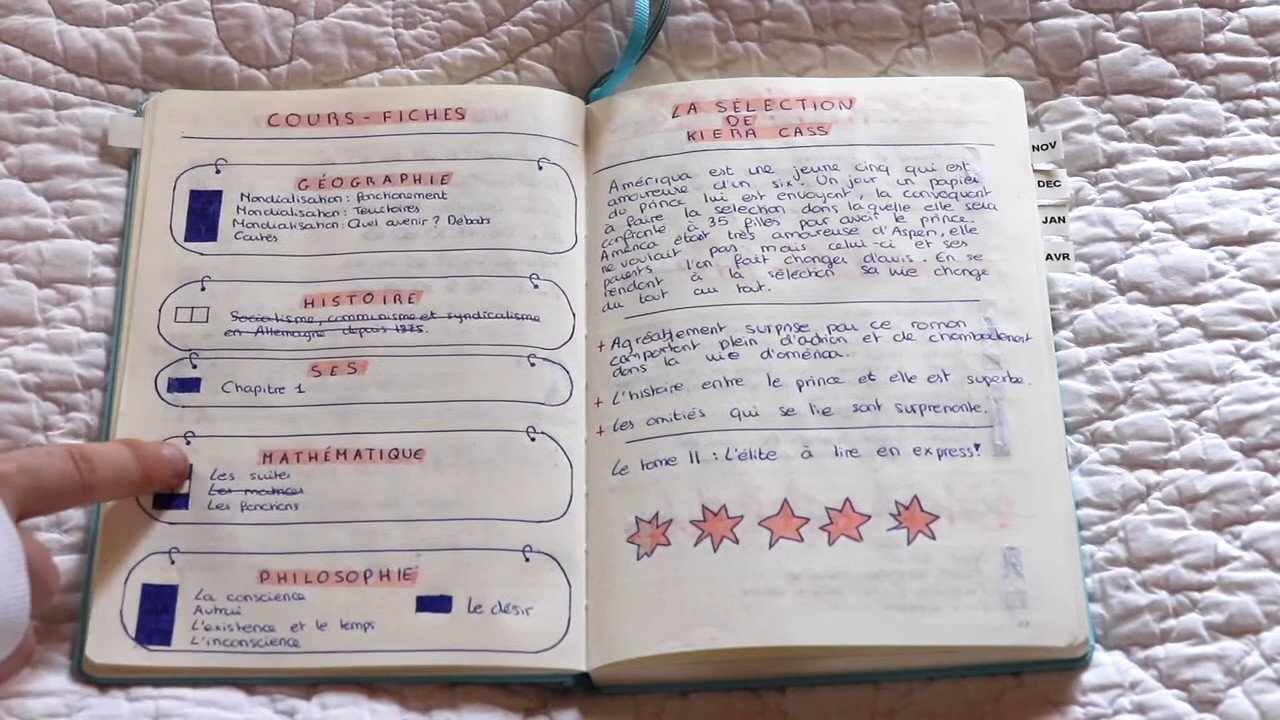 COURS-FICHES
GÉOGRAPHIE
Mondialisation : fonctionnement
Mondialisation : Territoires
Mondialisation : Quel avenir ? Debats
Cartes
HISTOIRE
Socialisme, communisme et syndicalisme
en Allemagne depuis 1875.
SES
Chapitre 1
MATHÉMATIQUE
Les suites
Les matrices
Les fonctions
PHILOSOPHIE
La conscience
Autrui
L'existence et le temps
L'inconscience
Le désir
LA SÉLECTION
DE
KIERA CASS
Amériqua est une jeune cinq qui est
amoureuse d'un six. Un jour un papier
du prince lui est envoyant, la conséquent
à faire la selection dans laquelle elle sera
confronté à 35 filles pour avoir le prince.
América était très amoureuse d'Aspen, elle
ne voulait pas, mais celui-ci et ses
parents l'on fait changer d'avis. En se
rendant à la sélection sa vie change
du tout au tout.
+ Agréablement surprise par ce roman
comportant plein d'action et de chamboulement
dans la vie d'américa.
+ L'histoire entre le prince et elle est superbe.
+ Les amitiés qui se lie sont surprenante.
Le tome II : L'élite à lire en express!
NOV
DEC
JAN
AVR